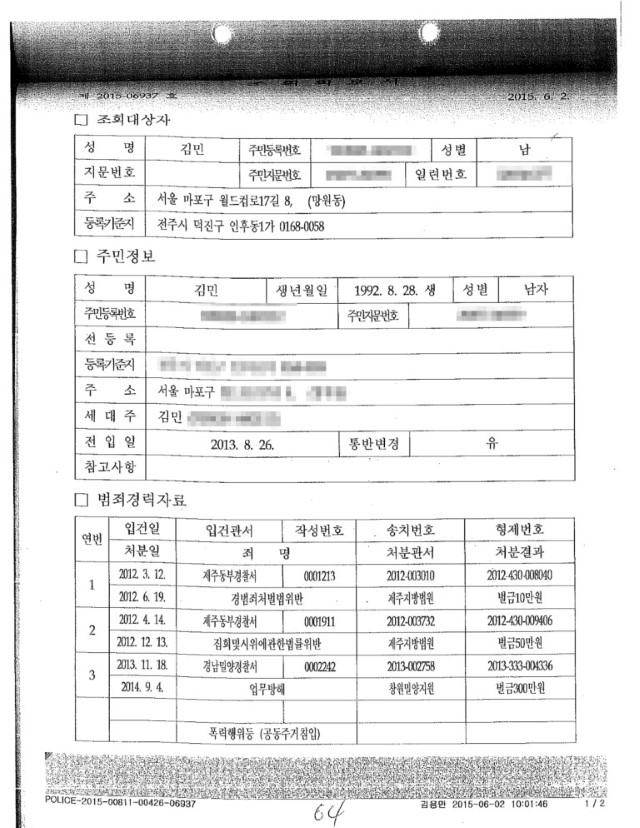 제 2015-06937 호 2015. 6. 2.
□ 조회대상자
성 명 김민 주민등록번호 성별 남
지문번호 주민지문번호 일련번호
주 소 서울 마포구 월드컵로17길 8, (망원동)
등록기준지 전주시 덕진구 인후동1가 0168-0058
□ 주민정보
성 명 김민 생년월일 1992. 8. 28. 생 성별 남자
주민등록번호 주민지문번호
전 등 록
등록기준지
주 소 서울 마포구
세 대 주 김민
전 입 일 2013. 8. 26. 통반변경 유
참고사항
□ 범죄경력자료
연번 입건일 입건관서 작성번호 송치번호 형제번호
처분일 죄 명 처분관서 처분결과
1 2012. 3. 12. 제주동부경찰서 0001213 2012-003010 2012-430-008040
2012. 6. 19. 경범죄처벌법위반 제주지방법원 벌금10만원
2 2012. 4. 14. 제주동부경찰서 0001911 2012-003732 2012-430-009406
2012. 12. 13. 집회및시위에관한법률위반 제주지방법원 벌금50만원
3 2013. 11. 18. 경남밀양경찰서 0002242 2013-002758 2013-333-004336
2014. 9. 4. 업무방해 창원밀양지원 벌금300만원
폭력행위등 (공동주거침입)
POLICE-2015-00811-00426-06937 김용만 2015-06-02 10:01:46 1 / 2
64